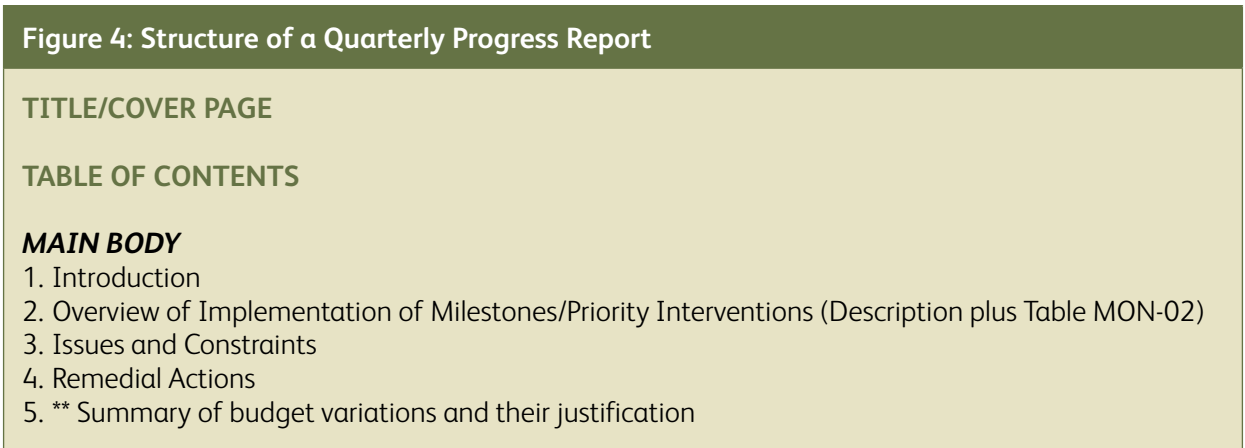 Figure 4: Structure of a Quarterly Progress Report
TITLE/COVER PAGE
TABLE OF CONTENTS
MAIN BODY
1. Introduction
2. Overview of Implementation of Milestones/Priority Interventions (Description plus Table MON-02)
3. Issues and Constraints
4. Remedial Actions
5. ** Summary of budget variations and their justification